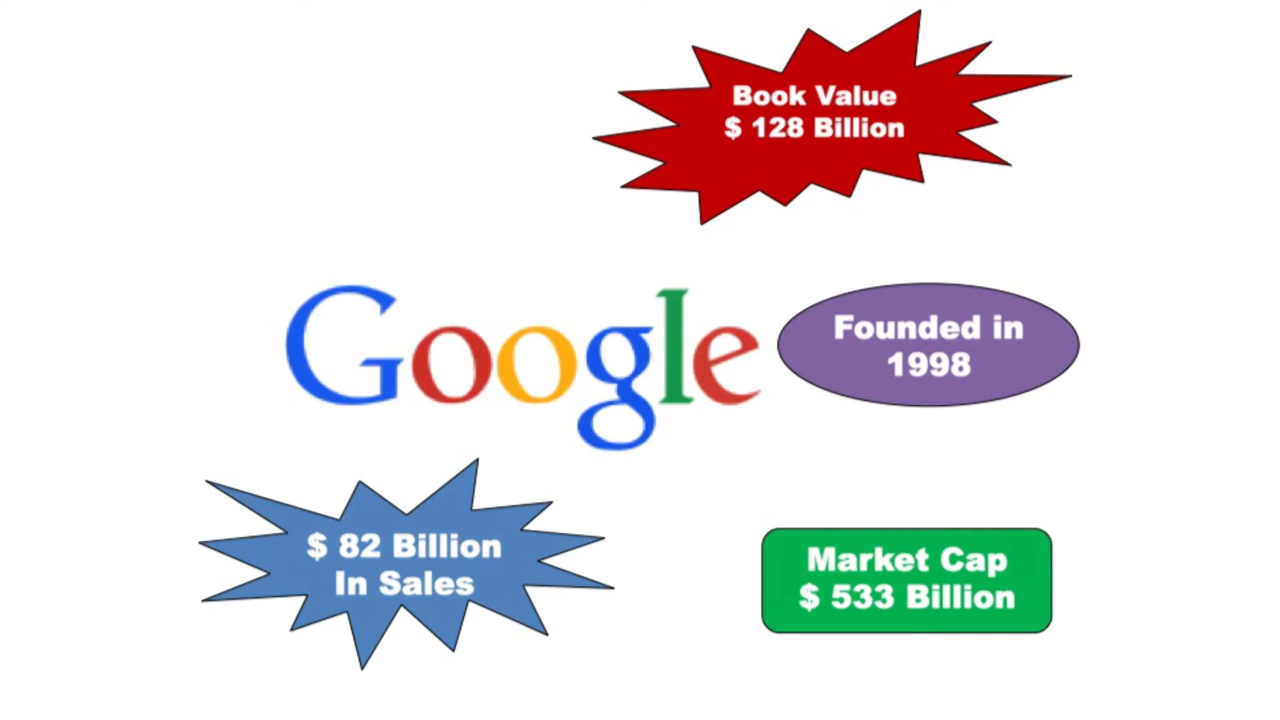 Book Value
$ 128 Billion
Google
Founded in
1998
$ 82 Billion
In Sales
Market Cap
$ 533 Billion